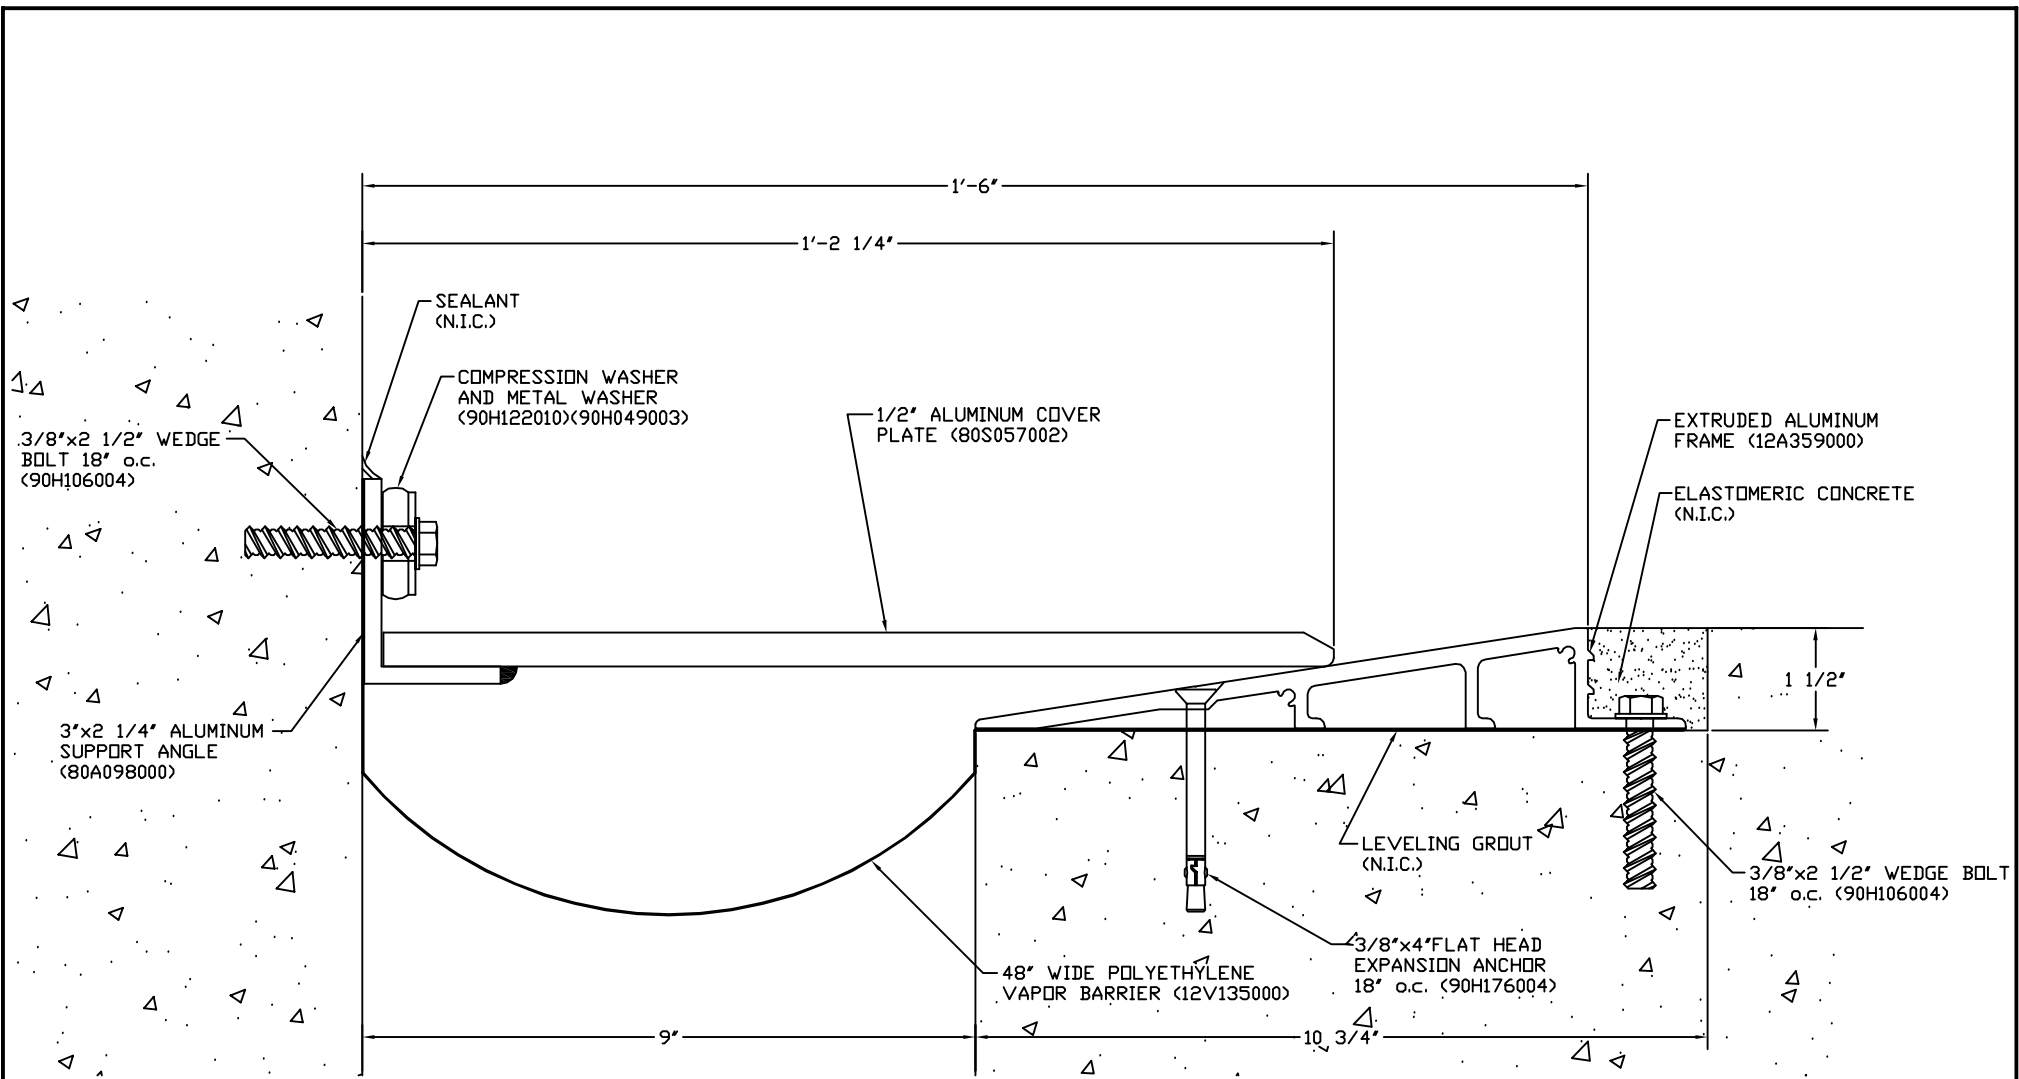 1'-6"
1'-2 1/4"
SEALANT
(N.I.C.)
COMPRESSION WASHER
AND METAL WASHER
(90H122010)(90H049003)
1/2" ALUMINUM COVER
PLATE (80S057002)
EXTRUDED ALUMINUM
FRAME (12A359000)
3/8"x2 1/2" WEDGE
BOLT 18" o.c.
(90H106004)
ELASTOMERIC CONCRETE
(N.I.C.)
1 1/2"
3"x2 1/4" ALUMINUM
SUPPORT ANGLE
(80A098000)
LEVELING GROUT
(N.I.C.)
3/8"x2 1/2" WEDGE BOLT
18" o.c. (90H106004)
3/8"x4"FLAT HEAD
EXPANSION ANCHOR
18" o.c. (90H176004)
48" WIDE POLYETHYLENE
VAPOR BARRIER (12V135000)
9"
10 3/4"